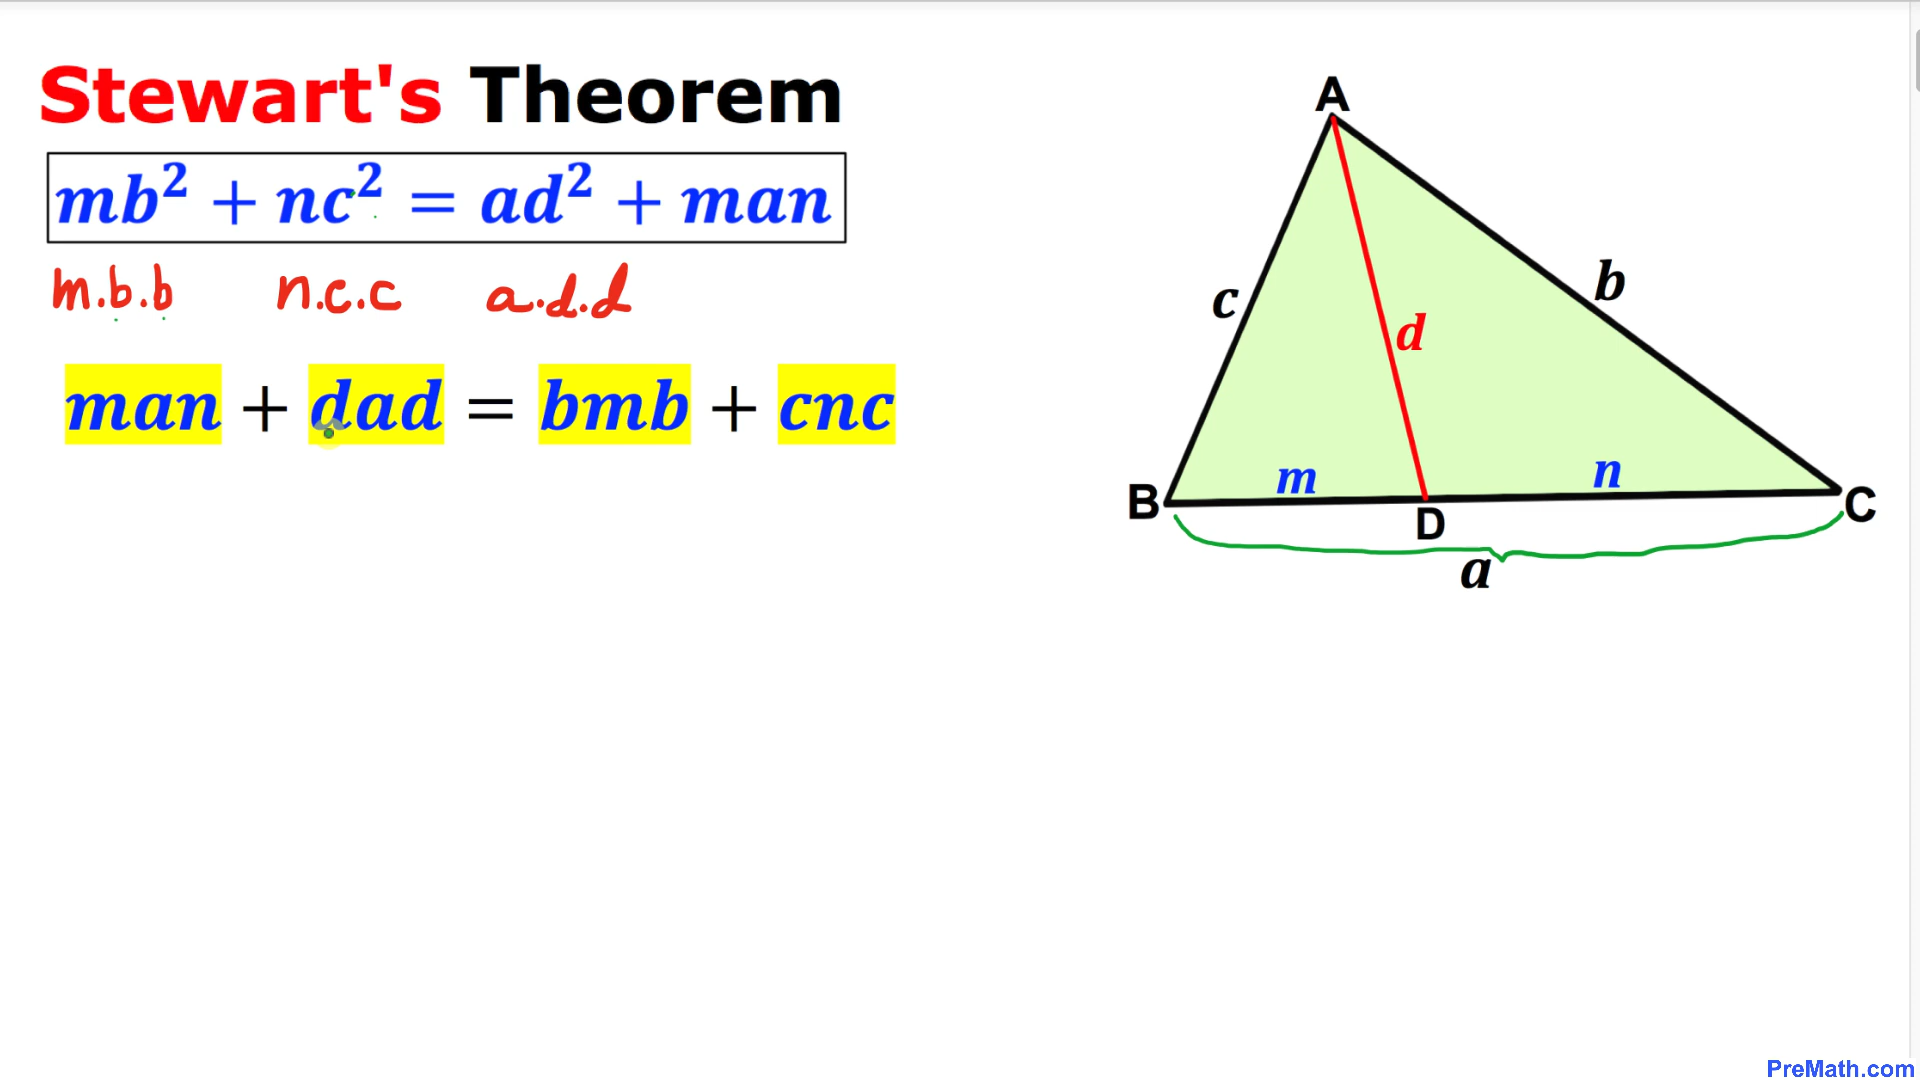 Stewart's Theorem
mb² + nc² = ad² + man
m.b.b n.c.c a.d.d
man + dad = bmb + cnc
A
c
b
d
m
n
B
D
C
a
PreMath.com